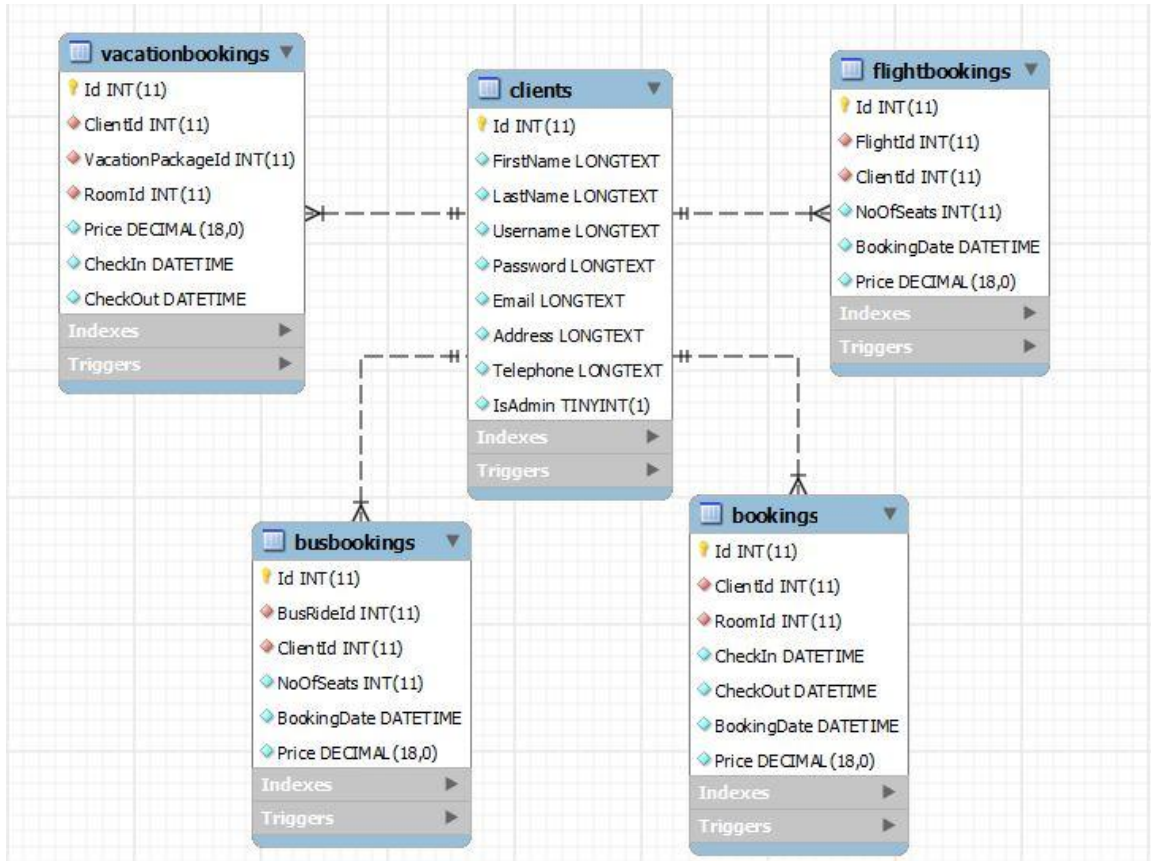 vacationbookings
Id INT(11)
ClientId INT(11)
VacationPackageId INT(11)
RoomId INT(11)
Price DECIMAL(18,0)
CheckIn DATETIME
CheckOut DATETIME
Indexes
Triggers
clients
Id INT(11)
FirstName LONGTEXT
LastName LONGTEXT
Username LONGTEXT
Password LONGTEXT
Email LONGTEXT
Address LONGTEXT
Telephone LONGTEXT
IsAdmin TINYINT(1)
Indexes
Triggers
flightbookings
Id INT(11)
FlightId INT(11)
ClientId INT(11)
NoOfSeats INT(11)
BookingDate DATETIME
Price DECIMAL(18,0)
Indexes
Triggers
busbookings
Id INT(11)
BusRideId INT(11)
ClientId INT(11)
NoOfSeats INT(11)
BookingDate DATETIME
Price DECIMAL(18,0)
Indexes
Triggers
bookings
Id INT(11)
ClientId INT(11)
RoomId INT(11)
CheckIn DATETIME
CheckOut DATETIME
BookingDate DATETIME
Price DECIMAL(18,0)
Indexes
Triggers